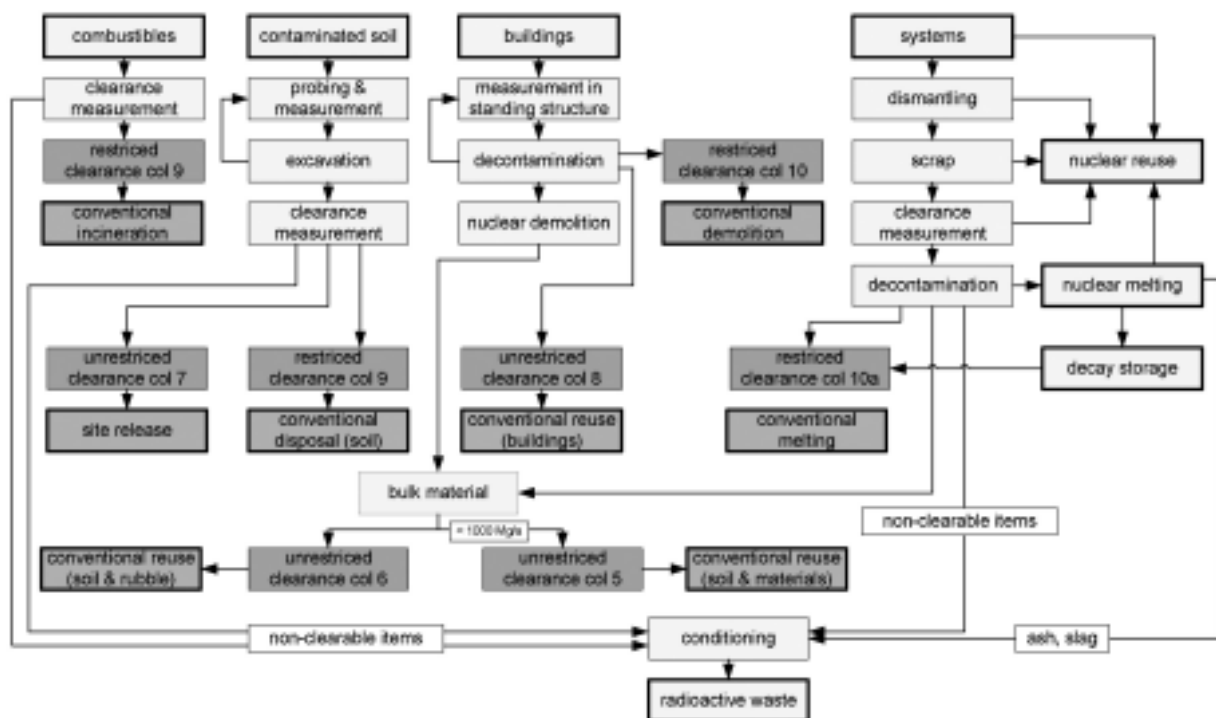 combustibles
contaminated soil
buildings
systems
clearance
measurement
probing &
measurement
measurement in
standing structure
dismantling
restriced
clearance col 9
excavation
decontamination
restriced
clearance col 10
scrap
nuclear reuse
conventional
incineration
clearance
measurement
nuclear demolition
conventional
demolition
clearance
measurement
decontamination
nuclear melting
unrestriced
clearance col 7
restriced
clearance col 9
unrestriced
clearance col 8
restriced
clearance col 10a
decay storage
site release
conventional
disposal (soil)
conventional reuse
(buildings)
conventional
melting
bulk material
non-clearable items
conventional reuse
(soil & rubble)
unrestriced
clearance col 6
unrestriced
clearance col 5
conventional reuse
(soil & materials)
non-clearable items
conditioning
ash, slag
radioactive waste